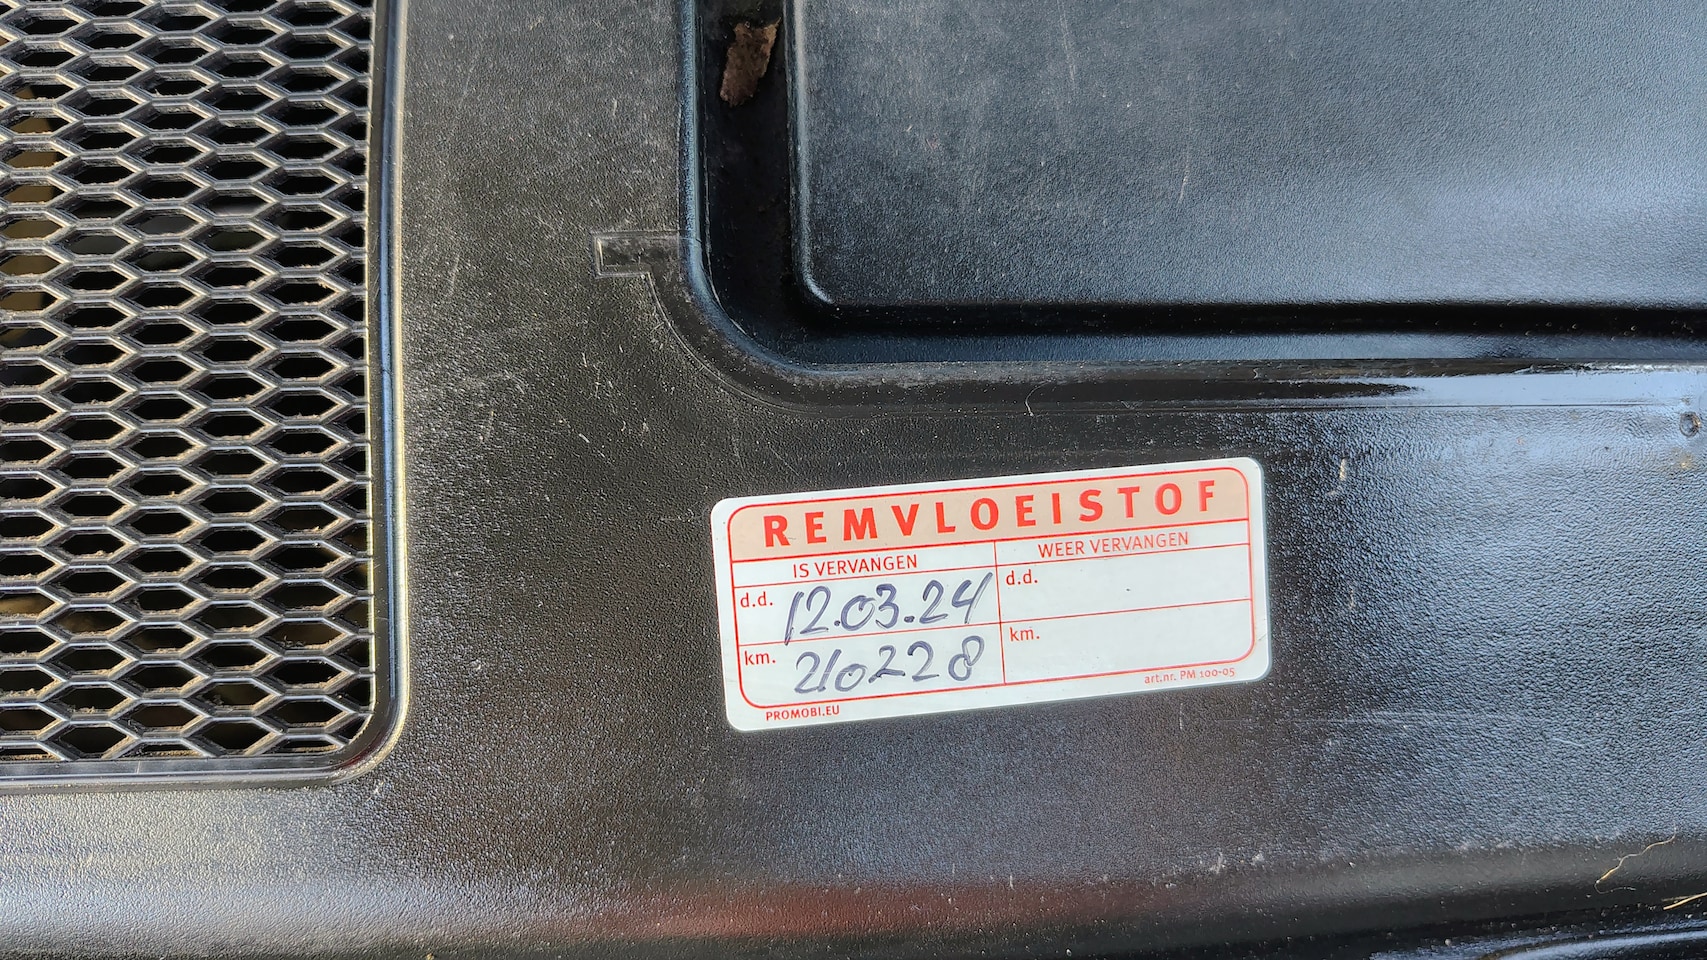 REMVLOEISTOF
IS VERVANGEN
WEER VERVANGEN
d.d. 12.03.24
d.d.
km. 210228
km.
PROMOBI.EU
art.nr. PM 100-05